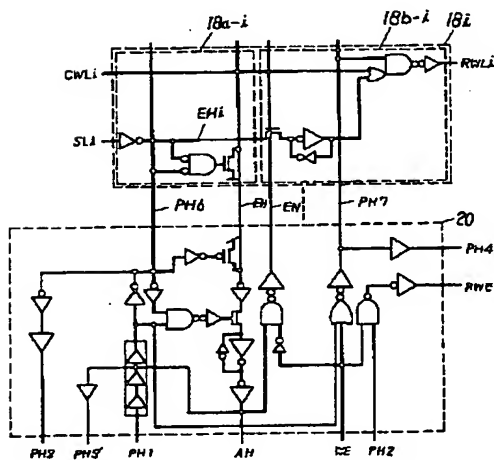 18a-i
18b-i
18i
CWLi
RWLi
SLi
EHi
PH6
EH
EN
PH7
20
PH4
RWE
PH3
PH5'
PH1
AH
WE
PH2